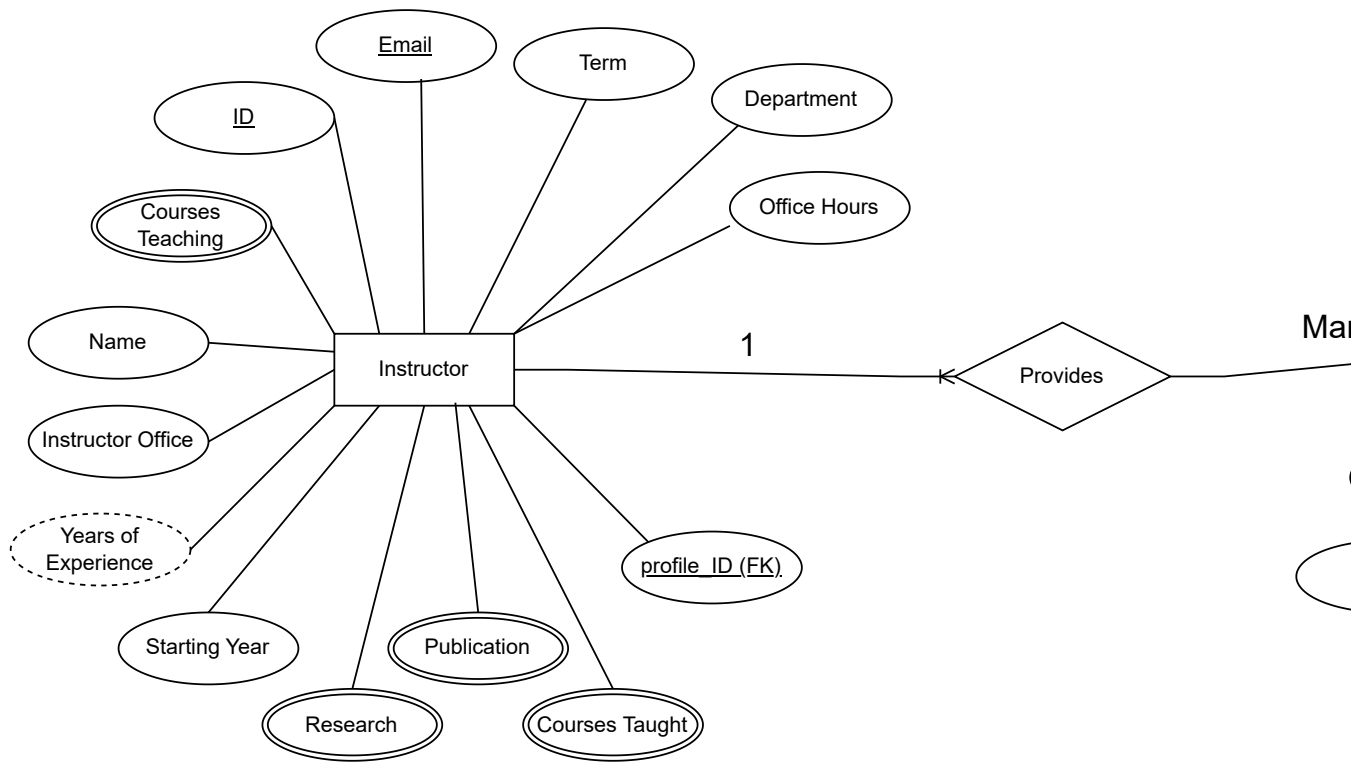 Email
Term
Department
ID
Office Hours
Courses
Teaching
1
Name
Instructor
Provides
Instructor Office
Years of
Experience
profile_ID (FK)
Starting Year
Publication
Research
Courses Taught